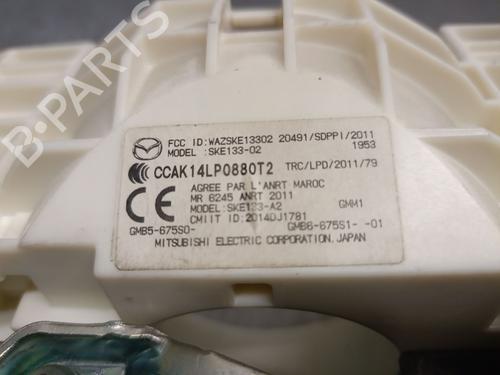 FCC ID:WAZSKE13302 20491/SDPPI/2011
MODEL :SKE133-02 1953
CCAK14LP0880T2 TRC/LPD/2011/79
AGREE PAR L'ANRT MAROC
MR 6245 ANRT 2011 GMM1
MODEL:SKE133-A2
CMIIT ID:2014DJ1781
GMB5-675S0- GMB6-675S1- -01
MITSUBISHI ELECTRIC CORPORATION.JAPAN
CE
B-PARTS